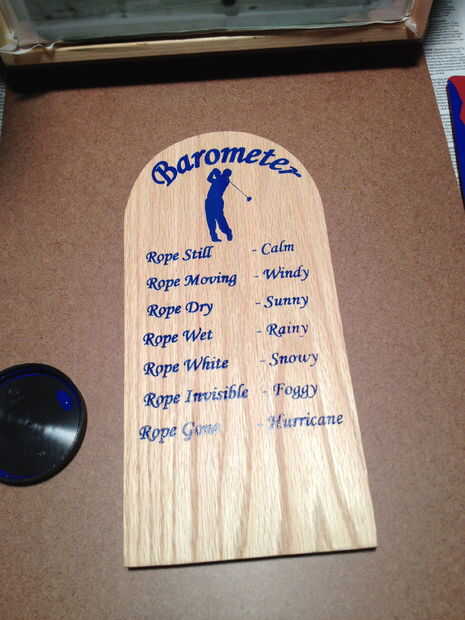 Barometer
Rope Still - Calm
Rope Moving - Windy
Rope Dry - Sunny
Rope Wet - Rainy
Rope White - Snowy
Rope Invisible - Foggy
Rope Gone - Hurricane